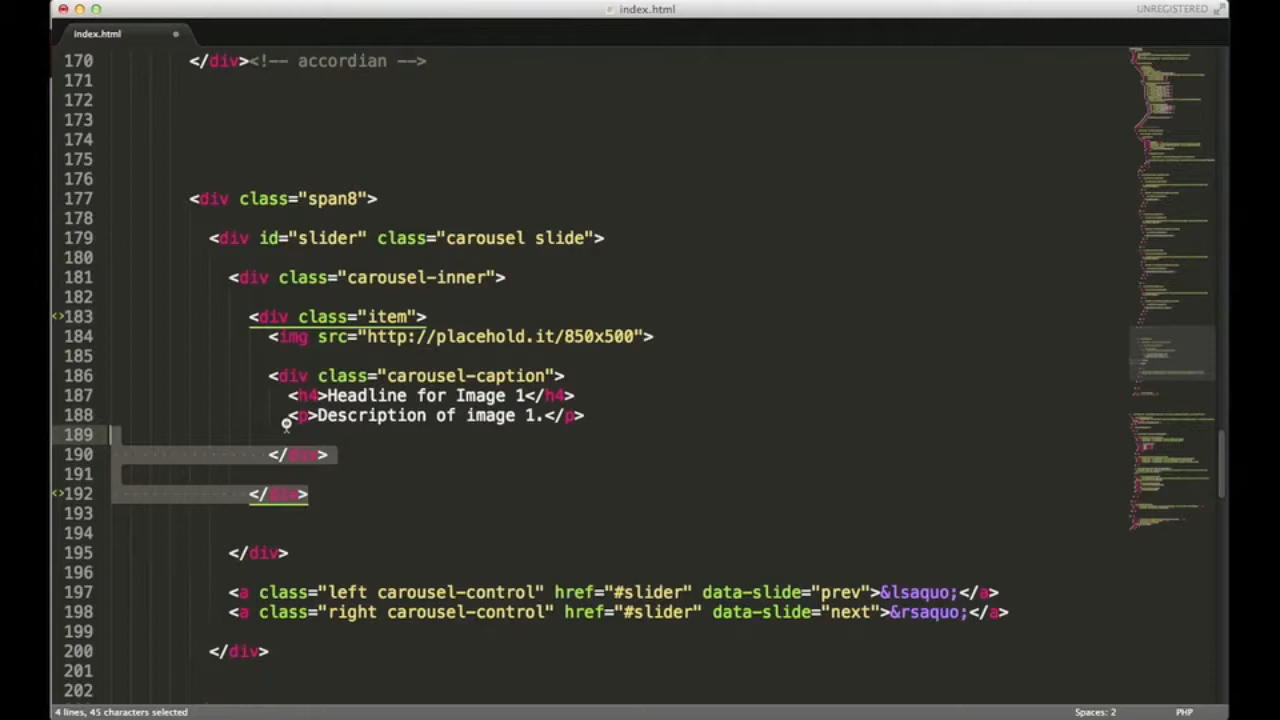 index.html
UNREGISTERED
index.html
170 </div><!-- accordian -->
171
172
173
174
175
176
177 <div class="span8">
178
179 <div id="slider" class="carousel slide">
180
181 <div class="carousel-inner">
182
183 <div class="item">
184 <img src="http://placehold.it/850x500">
185
186 <div class="carousel-caption">
187 <h4>Headline for Image 1</h4>
188 <p>Description of image 1.</p>
189
190 </div>
191
192 </div>
193
194
195 </div>
196
197 <a class="left carousel-control" href="#slider" data-slide="prev">&lsaquo;</a>
198 <a class="right carousel-control" href="#slider" data-slide="next">&rsaquo;</a>
199
200 </div>
201
202
4 lines, 45 characters selected
Spaces: 2
PHP